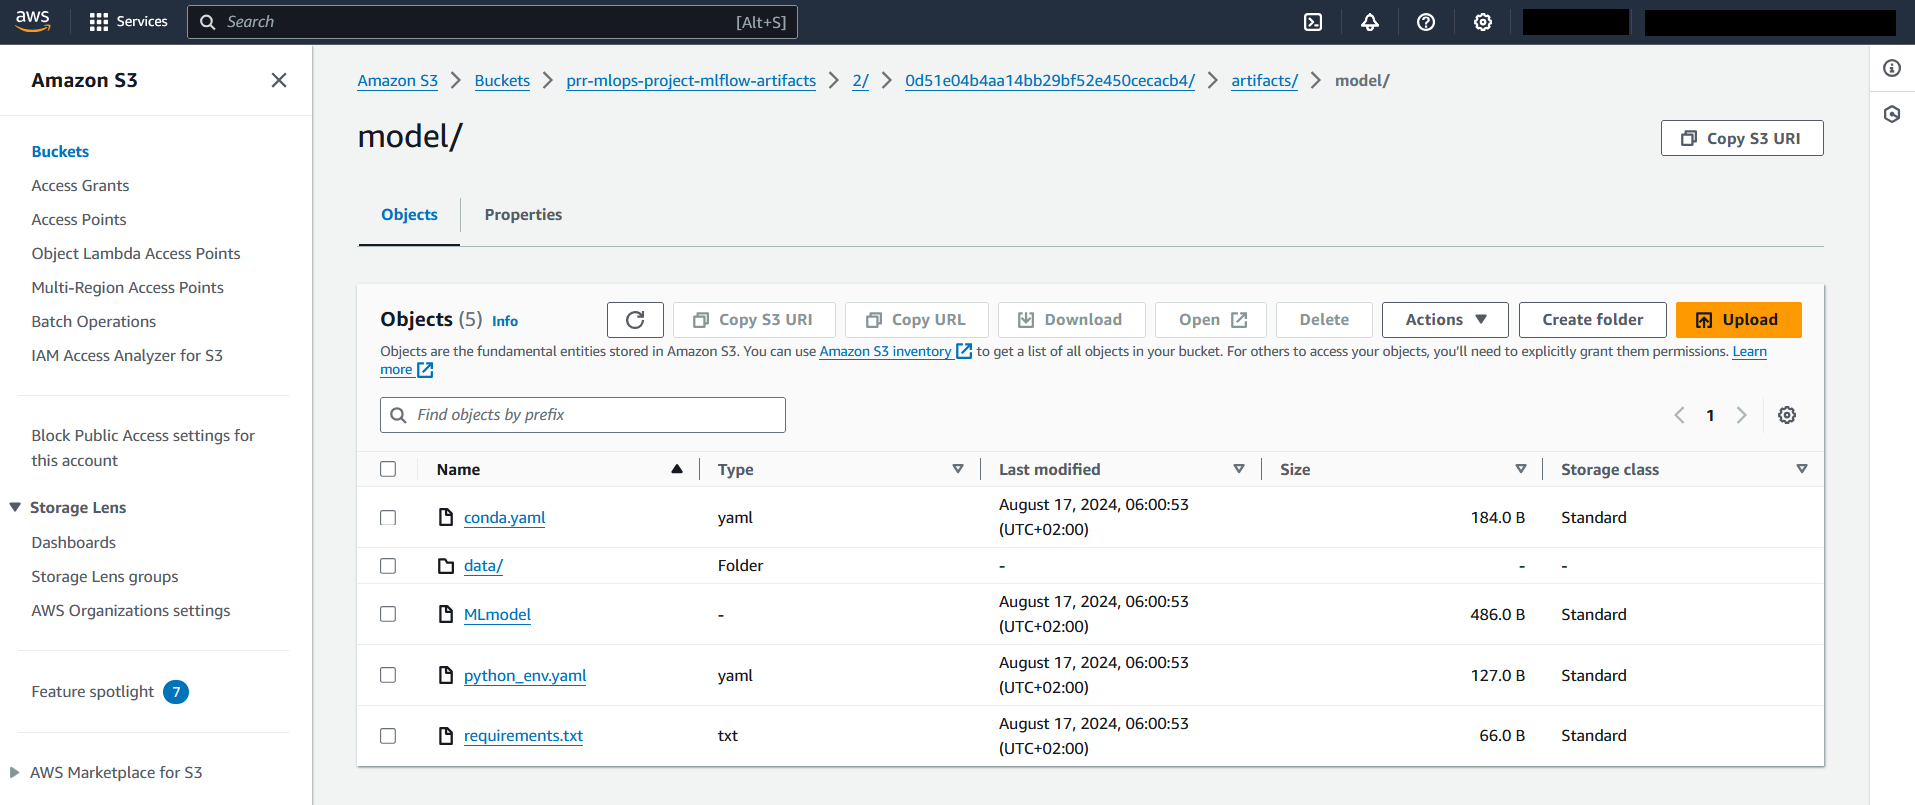 aws
Services
Search [Alt+S]
Amazon S3
Buckets
Access Grants
Access Points
Object Lambda Access Points
Multi-Region Access Points
Batch Operations
IAM Access Analyzer for S3
Block Public Access settings for
this account
Storage Lens
Dashboards
Storage Lens groups
AWS Organizations settings
Feature spotlight 7
AWS Marketplace for S3
Amazon S3 Buckets prr-mlops-project-mlflow-artifacts 2/ 0d51e04b4aa14bb29bf52e450cecacb4/ artifacts/ model/
model/
Copy S3 URI
Objects Properties
Objects (5) Info
Copy S3 URI Copy URL Download Open Delete Actions Create folder Upload
Objects are the fundamental entities stored in Amazon S3. You can use Amazon S3 inventory to get a list of all objects in your bucket. For others to access your objects, you’ll need to explicitly grant them permissions. Learn
more
Find objects by prefix
1
Name Type Last modified Size Storage class
conda.yaml yaml August 17, 2024, 06:00:53 (UTC+02:00) 184.0 B Standard
data/ Folder - - -
MLmodel - August 17, 2024, 06:00:53 (UTC+02:00) 486.0 B Standard
python_env.yaml yaml August 17, 2024, 06:00:53 (UTC+02:00) 127.0 B Standard
requirements.txt txt August 17, 2024, 06:00:53 (UTC+02:00) 66.0 B Standard